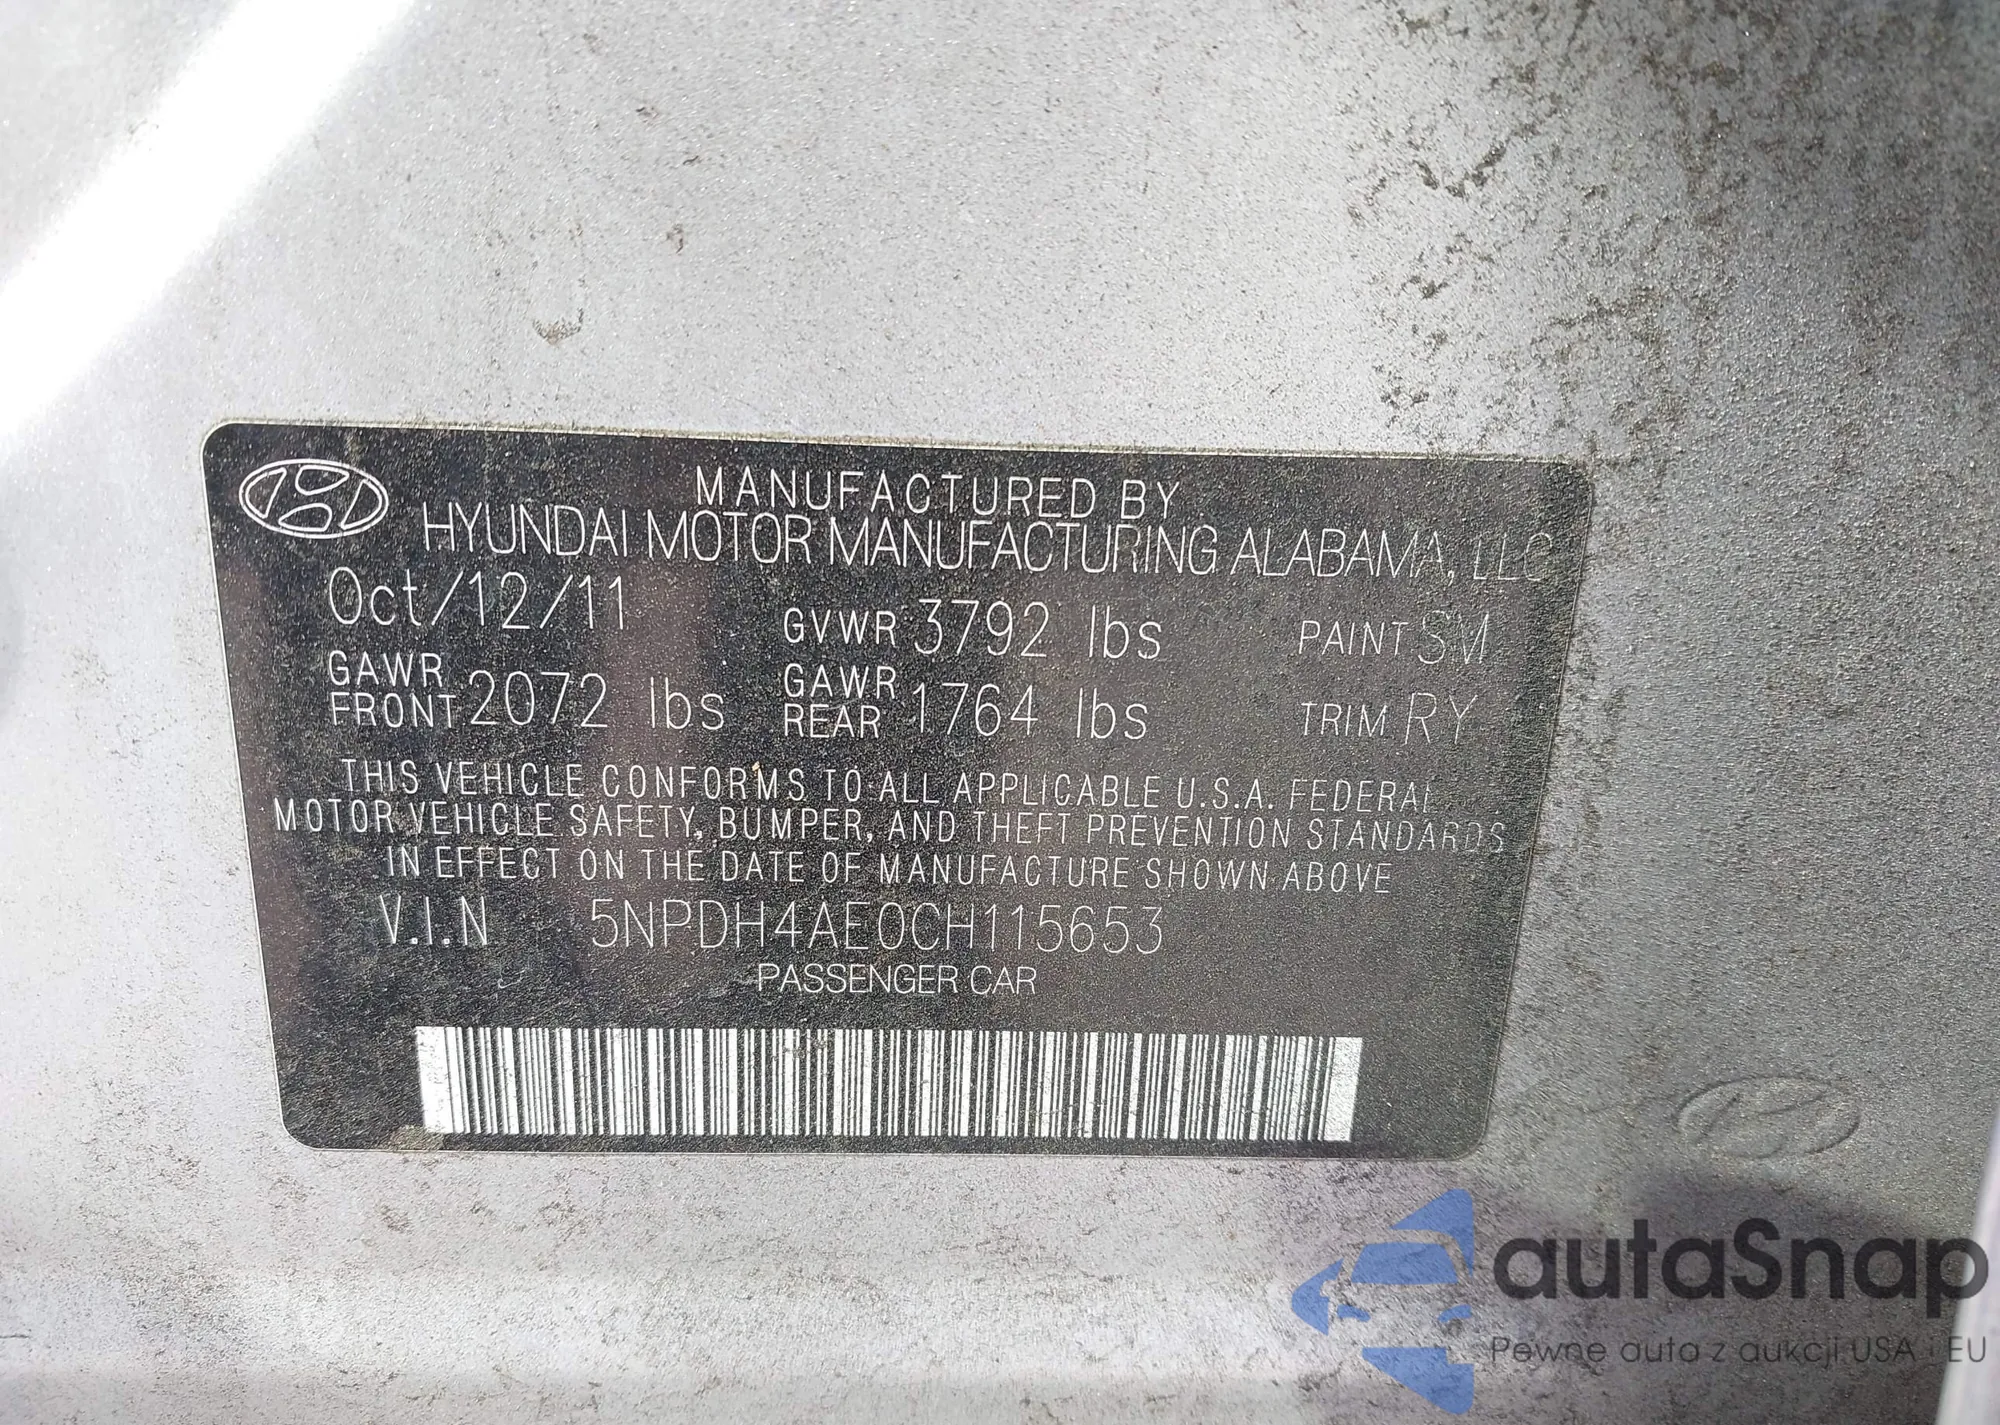 MANUFACTURED BY
HYUNDAI MOTOR MANUFACTURING ALABAMA, LLC
Oct/12/11 GVWR 3792 lbs PAINT SM
GAWR FRONT 2072 lbs GAWR REAR 1764 lbs TRIM RY
THIS VEHICLE CONFORMS TO ALL APPLICABLE U.S.A. FEDERAL
MOTOR VEHICLE SAFETY, BUMPER, AND THEFT PREVENTION STANDARDS
IN EFFECT ON THE DATE OF MANUFACTURE SHOWN ABOVE
V.I.N 5NPDH4AE0CH115653
PASSENGER CAR
autaSnap
Pewne auta z aukcji USA i EU